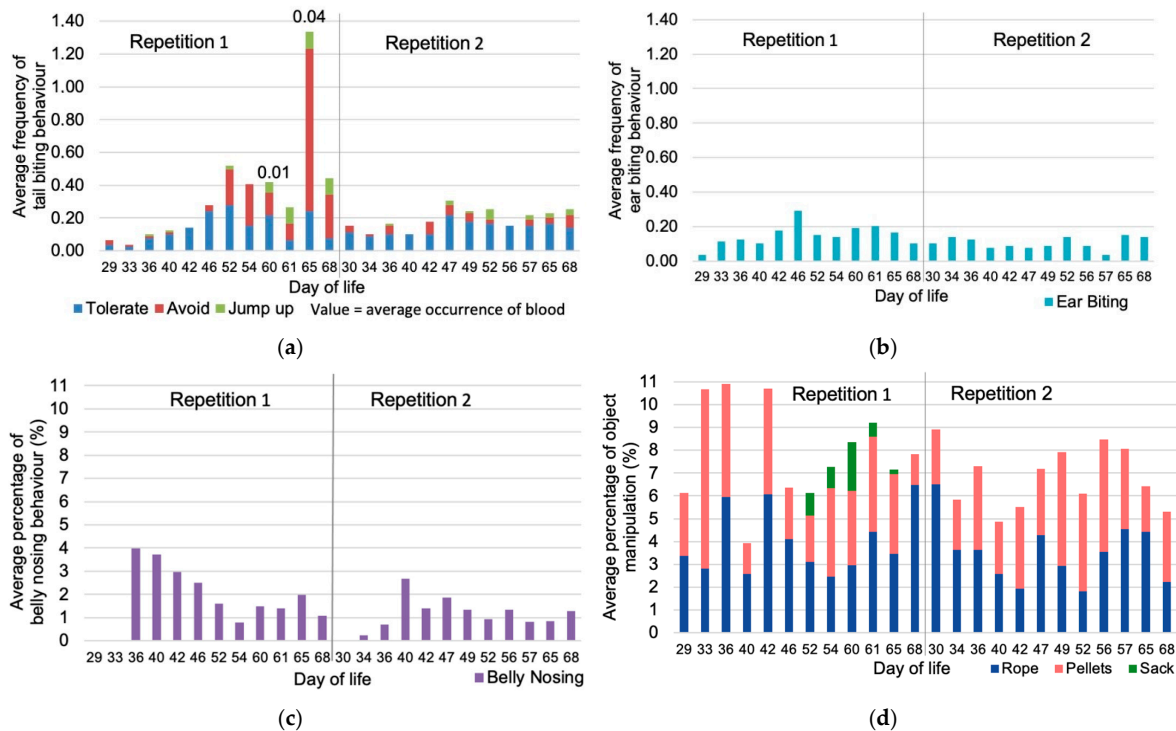 1.40
1.20
1.00
0.80
0.60
0.40
0.20
0.00
Average frequency of
tail biting behaviour
Repetition 1
Repetition 2
0.01
0.04
29 33 36 40 42 46 52 54 60 61 65 68 30 34 36 40 42 47 49 52 56 57 65 68
Day of life
Tolerate Avoid Jump up Value = average occurrence of blood
(a)
1.40
1.20
1.00
0.80
0.60
0.40
0.20
0.00
Average frequency of
ear biting behaviour
Repetition 1
Repetition 2
29 33 36 40 42 46 52 54 60 61 65 68 30 34 36 40 42 47 49 52 56 57 65 68
Day of life
Ear Biting
(b)
11
10
9
8
7
6
5
4
3
2
1
0
Average percentage of
belly nosing behaviour (%)
Repetition 1
Repetition 2
29 33 36 40 42 46 52 54 60 61 65 68 30 34 36 40 42 47 49 52 56 57 65 68
Day of life
Belly Nosing
(c)
11
10
9
8
7
6
5
4
3
2
1
0
Average percentage of object
manipulation (%)
Repetition 1
Repetition 2
29 33 36 40 42 46 52 54 60 61 65 68 30 34 36 40 42 47 49 52 56 57 65 68
Day of life
Rope Pellets Sack
(d)